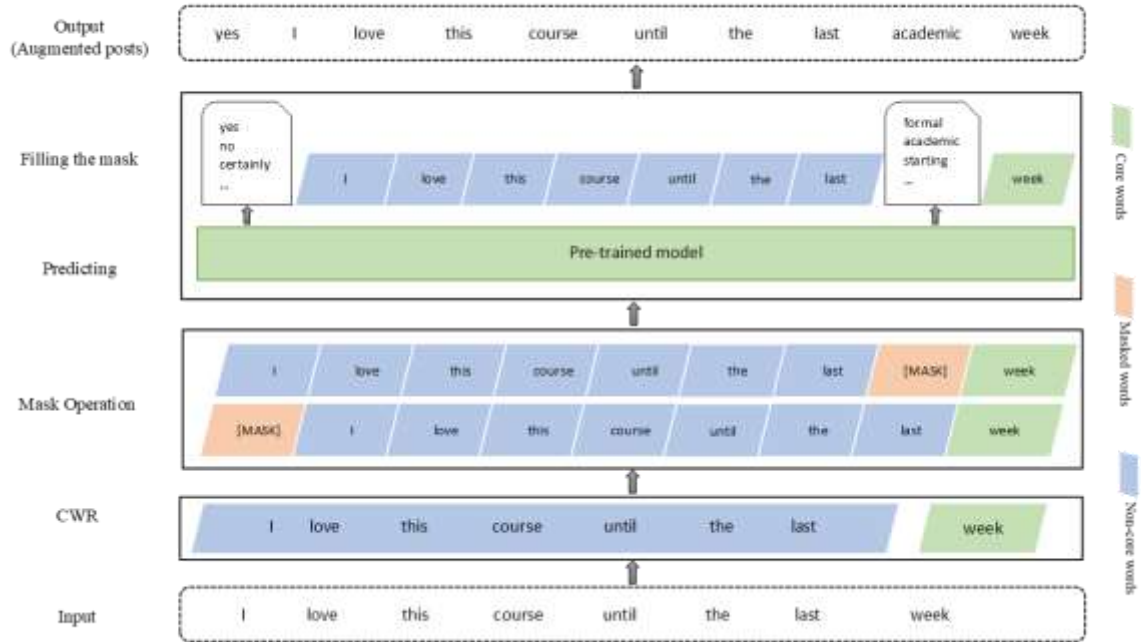 Output
(Augmented posts)
yes I love this course until the last academic week
Filling the mask
yes
no
certainly
...
I love this course until the last
formal
academic
starting
...
week
Predicting
Pre-trained model
Mask Operation
I love this course until the last [MASK] week
[MASK] I love this course until the last week
CWR
I love this course until the last week
Input
I love this course until the last week
Core words
Masked words
Non-core words